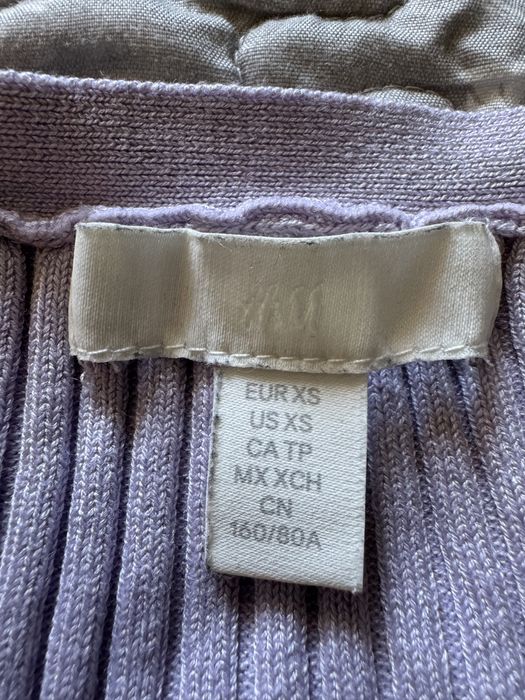 H&M
EUR XS
US XS
CA TP
MX XCH
CN
160/80A